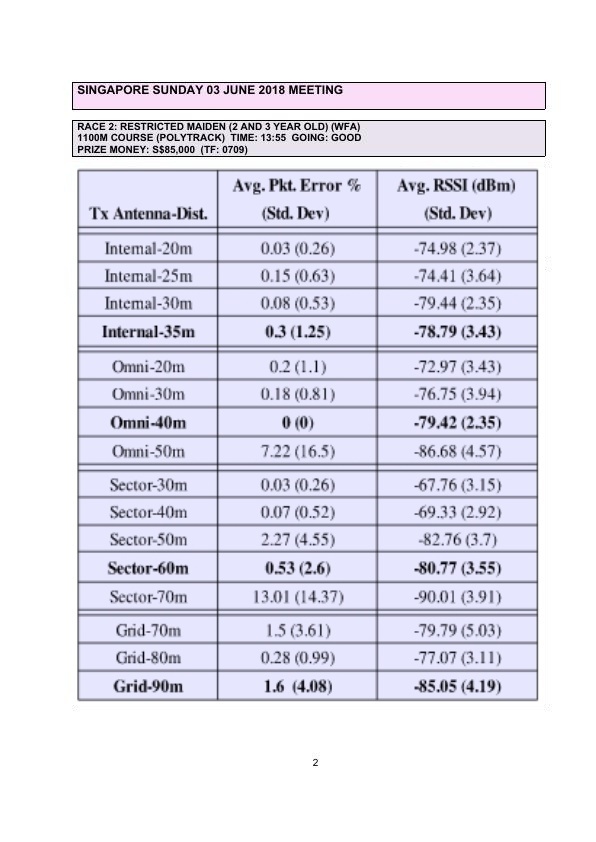 SINGAPORE SUNDAY 03 JUNE 2018 MEETING
RACE 2: RESTRICTED MAIDEN (2 AND 3 YEAR OLD) (WFA)
1100M COURSE (POLYTRACK)  TIME: 13:55  GOING: GOOD
PRIZE MONEY: S$85,000  (TF: 0709)
Avg. Pkt. Error % Avg. RSSI (dBm)
Tx Antenna-Dist. (Std. Dev) (Std. Dev)
Internal-20m 0.03 (0.26) -74.98 (2.37)
Internal-25m 0.15 (0.63) -74.41 (3.64)
Internal-30m 0.08 (0.53) -79.44 (2.35)
Internal-35m 0.3 (1.25) -78.79 (3.43)
Omni-20m 0.2 (1.1) -72.97 (3.43)
Omni-30m 0.18 (0.81) -76.75 (3.94)
Omni-40m 0 (0) -79.42 (2.35)
Omni-50m 7.22 (16.5) -86.68 (4.57)
Sector-30m 0.03 (0.26) -67.76 (3.15)
Sector-40m 0.07 (0.52) -69.33 (2.92)
Sector-50m 2.27 (4.55) -82.76 (3.7)
Sector-60m 0.53 (2.6) -80.77 (3.55)
Sector-70m 13.01 (14.37) -90.01 (3.91)
Grid-70m 1.5 (3.61) -79.79 (5.03)
Grid-80m 0.28 (0.99) -77.07 (3.11)
Grid-90m 1.6 (4.08) -85.05 (4.19)
2